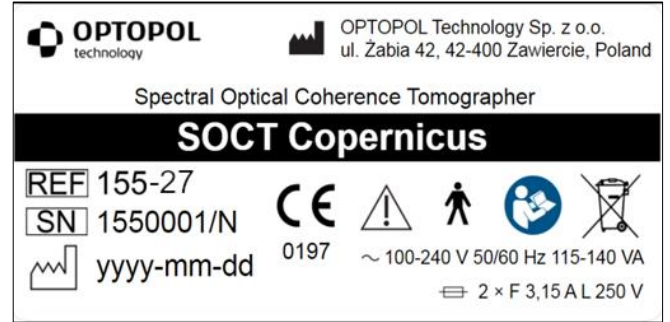 OPTOPOL
technology
OPTOPOL Technology Sp. z o.o.
ul. Żabia 42, 42-400 Zawiercie, Poland
Spectral Optical Coherence Tomographer
SOCT Copernicus
REF 155-27
SN 1550001/N
yyyy-mm-dd
CE
0197
~ 100-240 V 50/60 Hz 115-140 VA
2 × F 3,15 A L 250 V